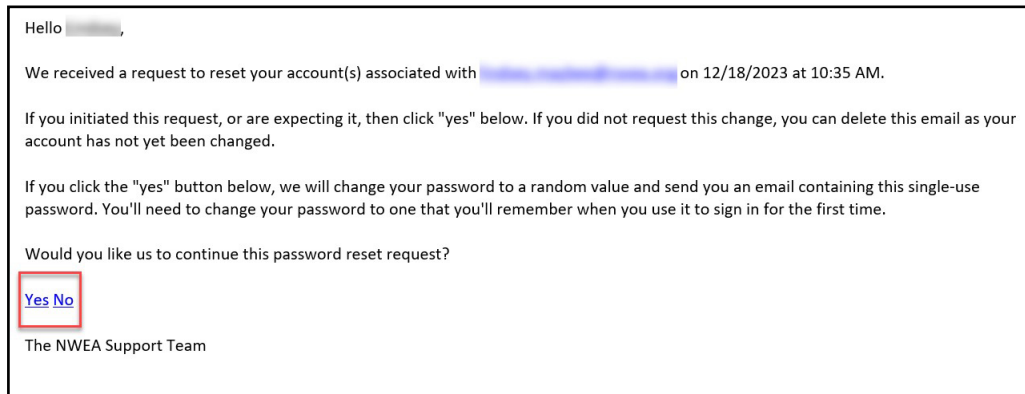 Hello ,
We received a request to reset your account(s) associated with on 12/18/2023 at 10:35 AM.
If you initiated this request, or are expecting it, then click "yes" below. If you did not request this change, you can delete this email as your
account has not yet been changed.
If you click the "yes" button below, we will change your password to a random value and send you an email containing this single-use
password. You'll need to change your password to one that you'll remember when you use it to sign in for the first time.
Would you like us to continue this password reset request?
Yes No
The NWEA Support Team